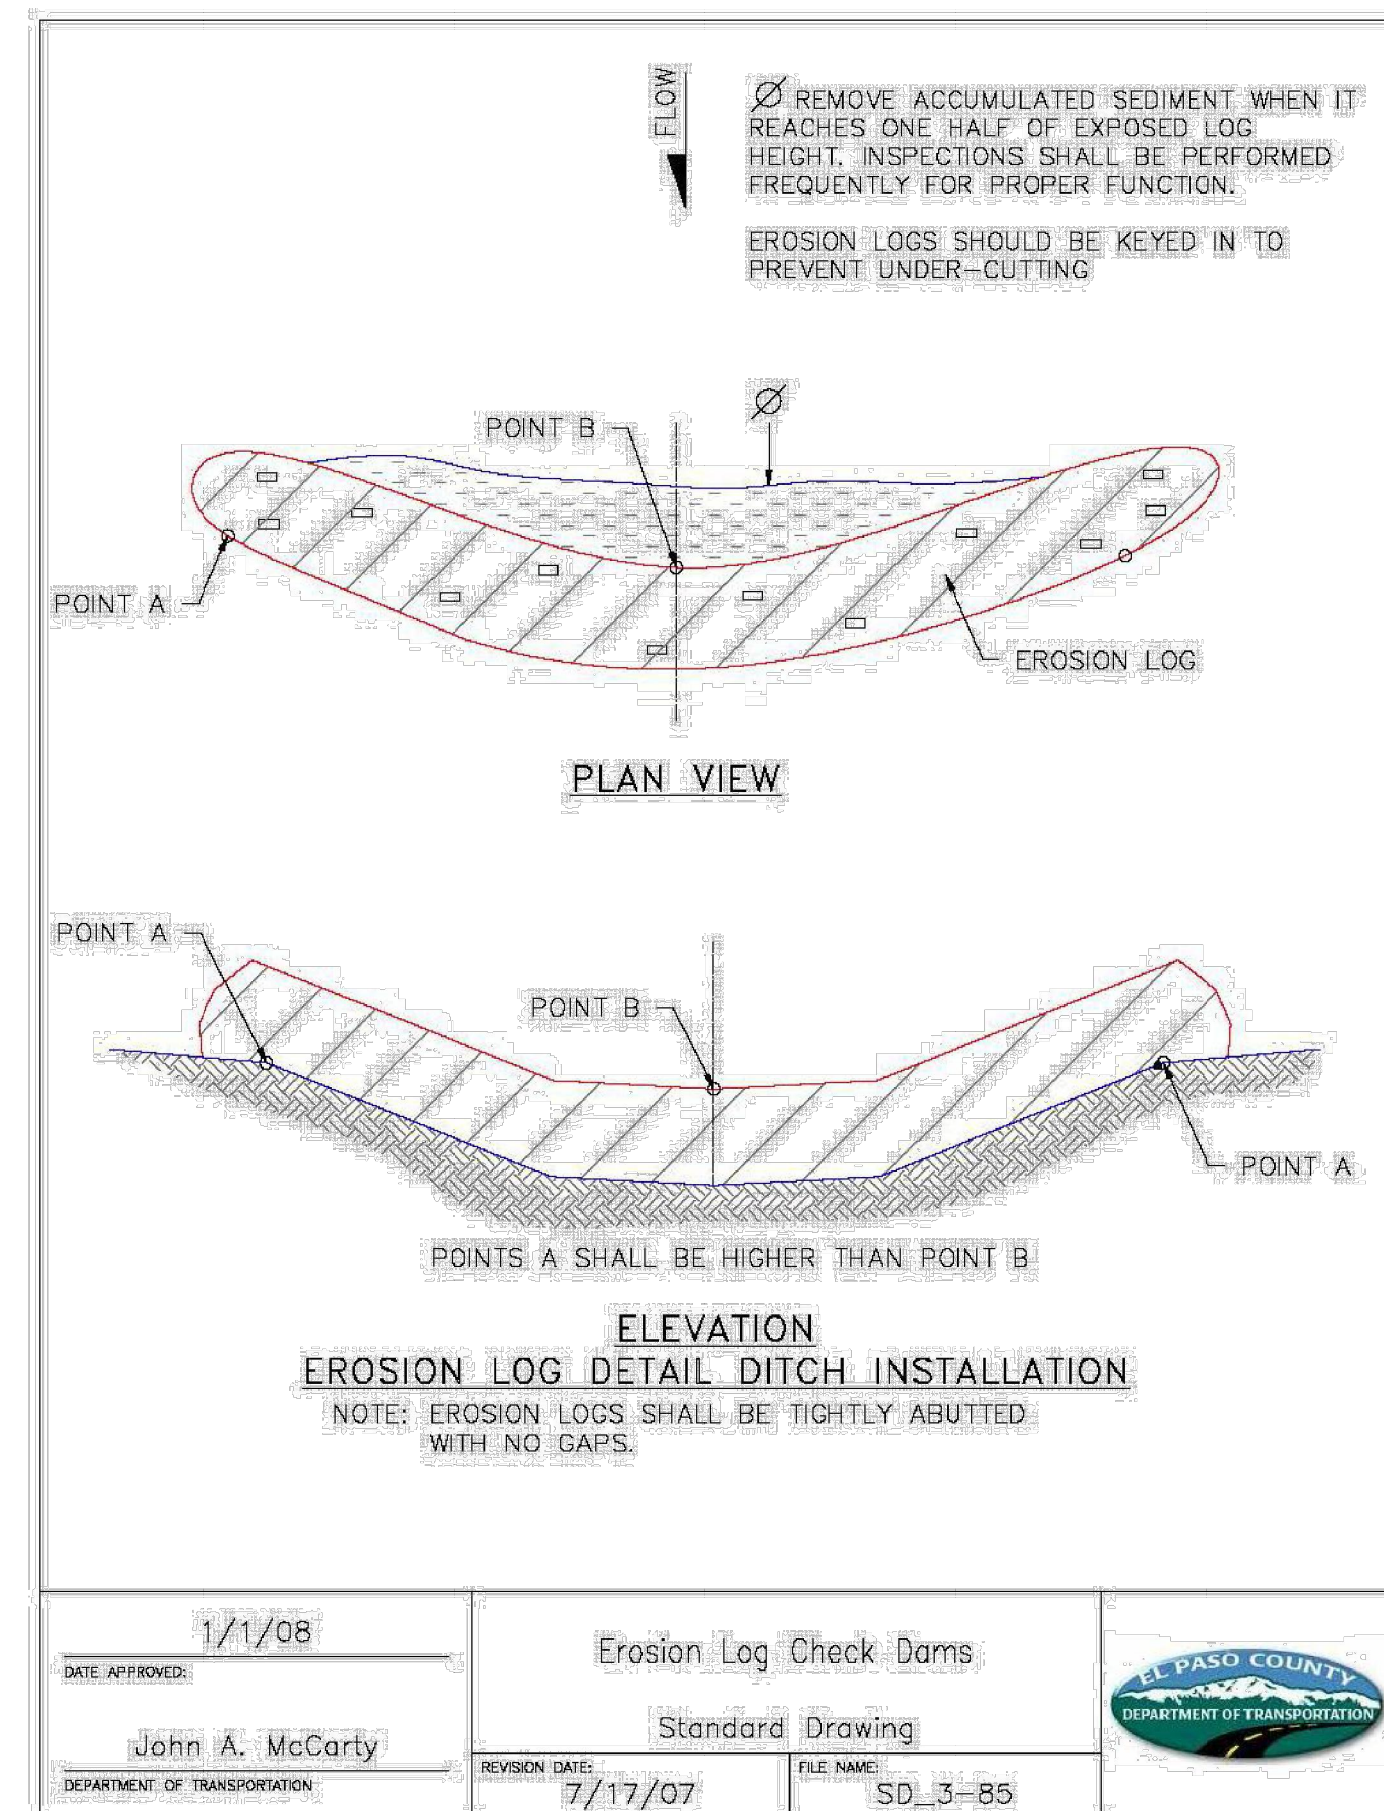 FLOW
Ø REMOVE ACCUMULATED SEDIMENT WHEN IT
REACHES ONE HALF OF EXPOSED LOG
HEIGHT. INSPECTIONS SHALL BE PERFORMED
FREQUENTLY FOR PROPER FUNCTION.
EROSION LOGS SHOULD BE KEYED IN TO
PREVENT UNDER-CUTTING
Ø
POINT B
POINT A
EROSION LOG
PLAN VIEW
POINT A
POINT B
POINT A
POINTS A SHALL BE HIGHER THAN POINT B
ELEVATION
EROSION LOG DETAIL DITCH INSTALLATION
NOTE: EROSION LOGS SHALL BE TIGHTLY ABUTTED
WITH NO GAPS.
1/1/08
DATE APPROVED:
John A. McCarty
DEPARTMENT OF TRANSPORTATION
Erosion Log Check Dams
Standard Drawing
REVISION DATE:
7/17/07
FILE NAME:
SD_3-85
EL PASO COUNTY
DEPARTMENT OF TRANSPORTATION